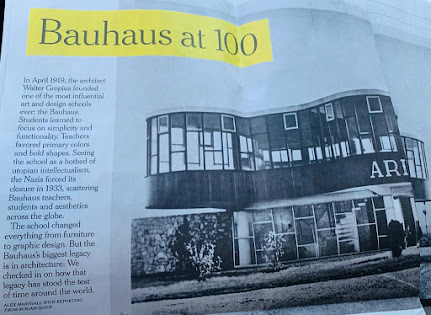 Bauhaus at 100
In April 1919, the architect
Walter Gropius founded
one of the most influential
art and design schools
ever: the Bauhaus.
Students learned to
focus on simplicity and
functionality. Teachers
favored primary colors
and bold shapes. Seeing
the school as a hotbed of
utopian intellectualism,
the Nazis forced its
closure in 1933, scattering
Bauhaus teachers,
students and aesthetics
across the globe.
The school changed
everything from furniture
to graphic design. But the
Bauhaus's biggest legacy
is in architecture. We
checked in on how that
legacy has stood the test
of time around the world.
ALEX MARSHALL WITH REPORTING
FROM
ARI